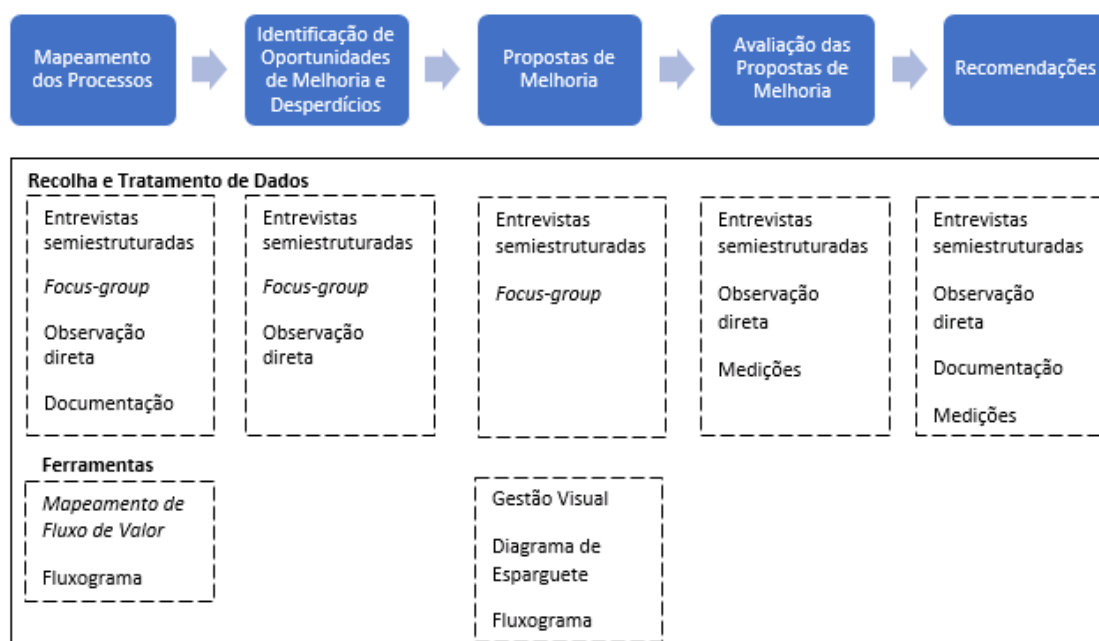 Mapeamento
dos Processos
Identificação de
Oportunidades
de Melhoria e
Desperdícios
Propostas de
Melhoria
Avaliação das
Propostas de
Melhoria
Recomendações
Recolha e Tratamento de Dados
Entrevistas
semiestruturadas
Focus-group
Observação
direta
Documentação
Entrevistas
semiestruturadas
Focus-group
Observação
direta
Entrevistas
semiestruturadas
Focus-group
Entrevistas
semiestruturadas
Observação
direta
Medições
Entrevistas
semiestruturadas
Observação
direta
Documentação
Medições
Ferramentas
Mapeamento de
Fluxo de Valor
Fluxograma
Gestão Visual
Diagrama de
Esparguete
Fluxograma